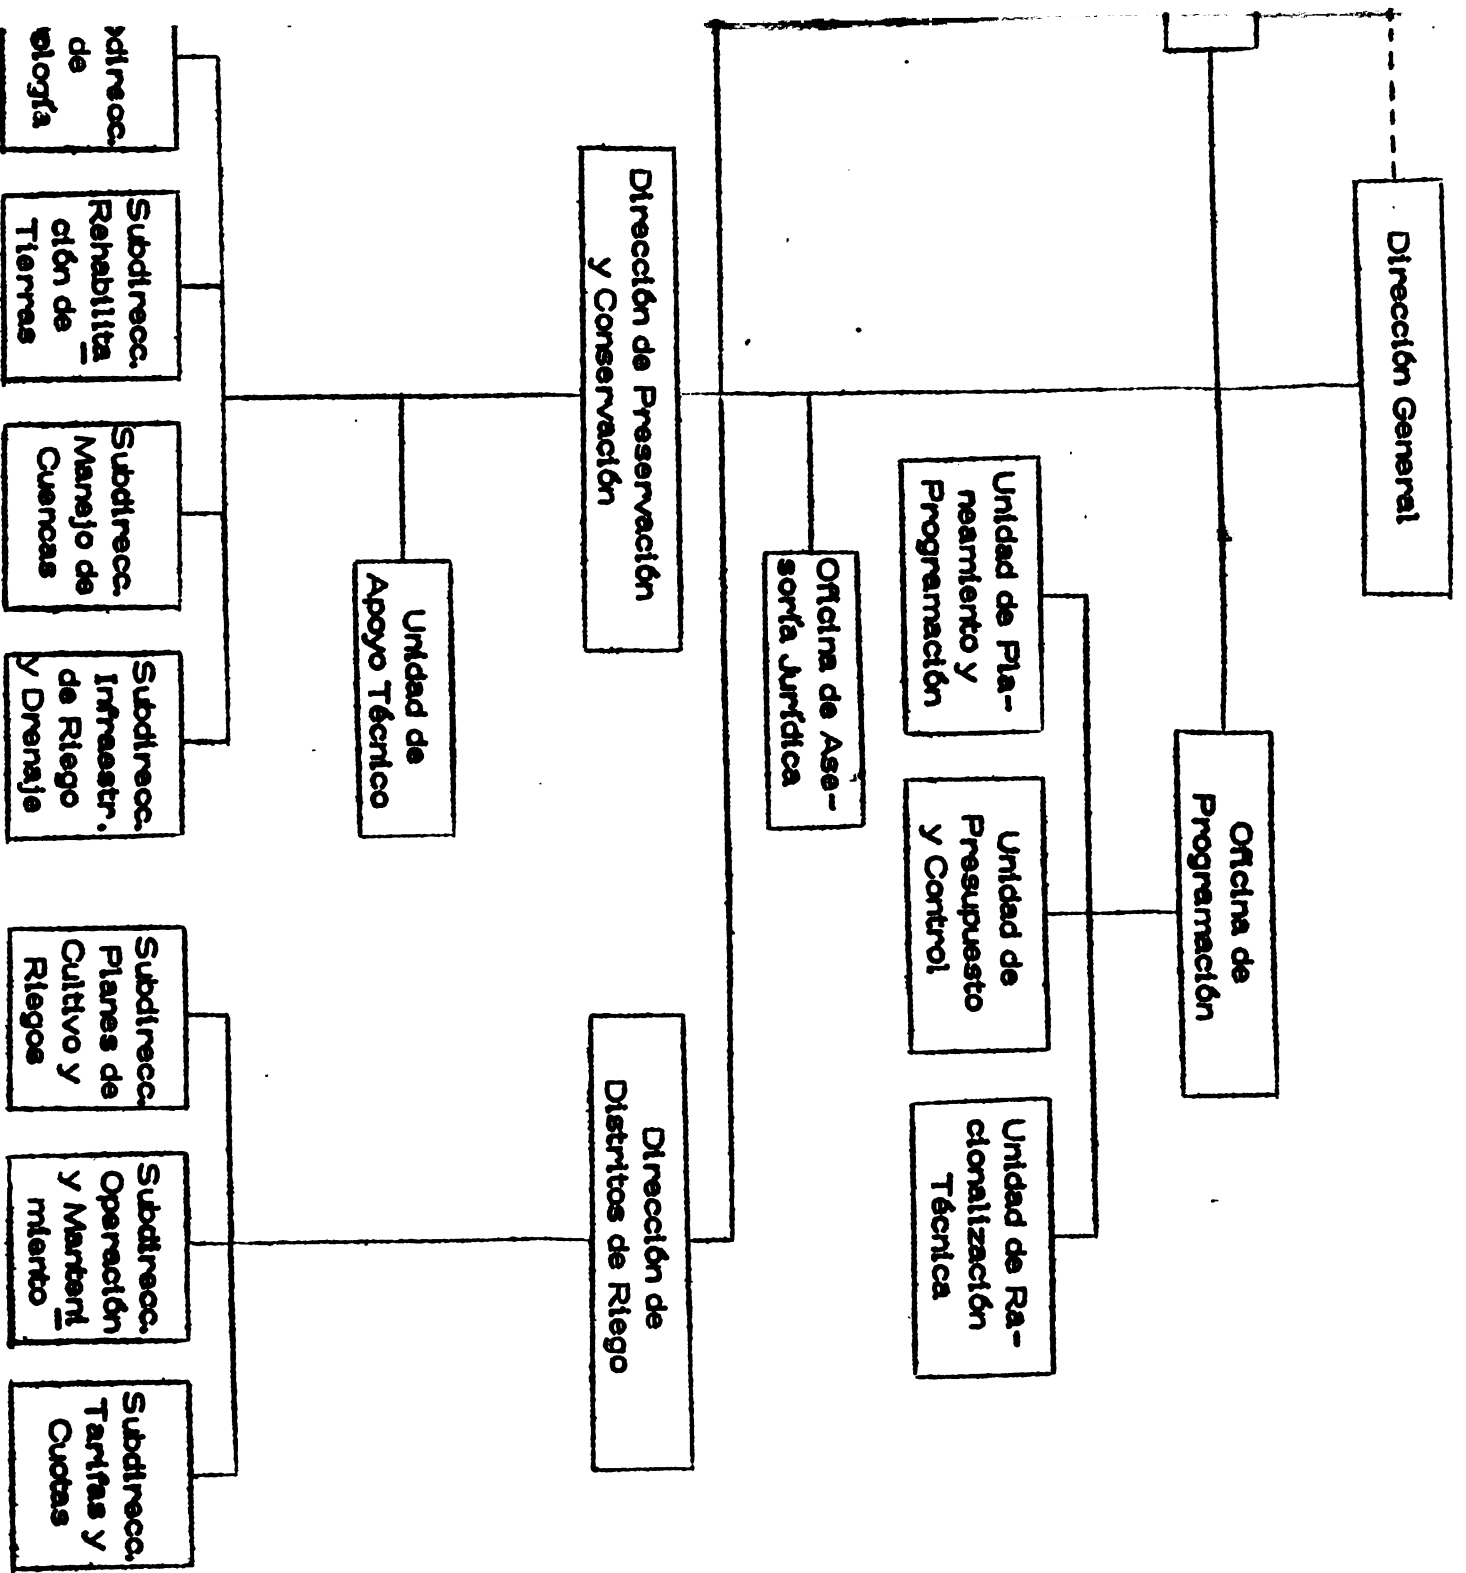 Dirección General
Oficina de
Programación
Unidad de Pla-
neamiento y
Programación
Unidad de
Presupuesto
y Control
Unidad de Ra-
cionalización
Técnica
Oficina de Ase-
soría Jurídica
Dirección de Preservación
y Conservación
Dirección de
Distritos de Riego
Unidad de
Apoyo Técnico
direcc.
de
ología
Subdirecc.
Rehabilita
ción de
Tierras
Subdirecc.
Manejo de
Cuencas
Subdirecc.
Infraestr.
de Riego
y Drenaje
Subdirecc.
Planes de
Cultivo y
Riegos
Subdirecc.
Operación
y Manteni
miento
Subdirecc.
Tarifas y
Cuotas